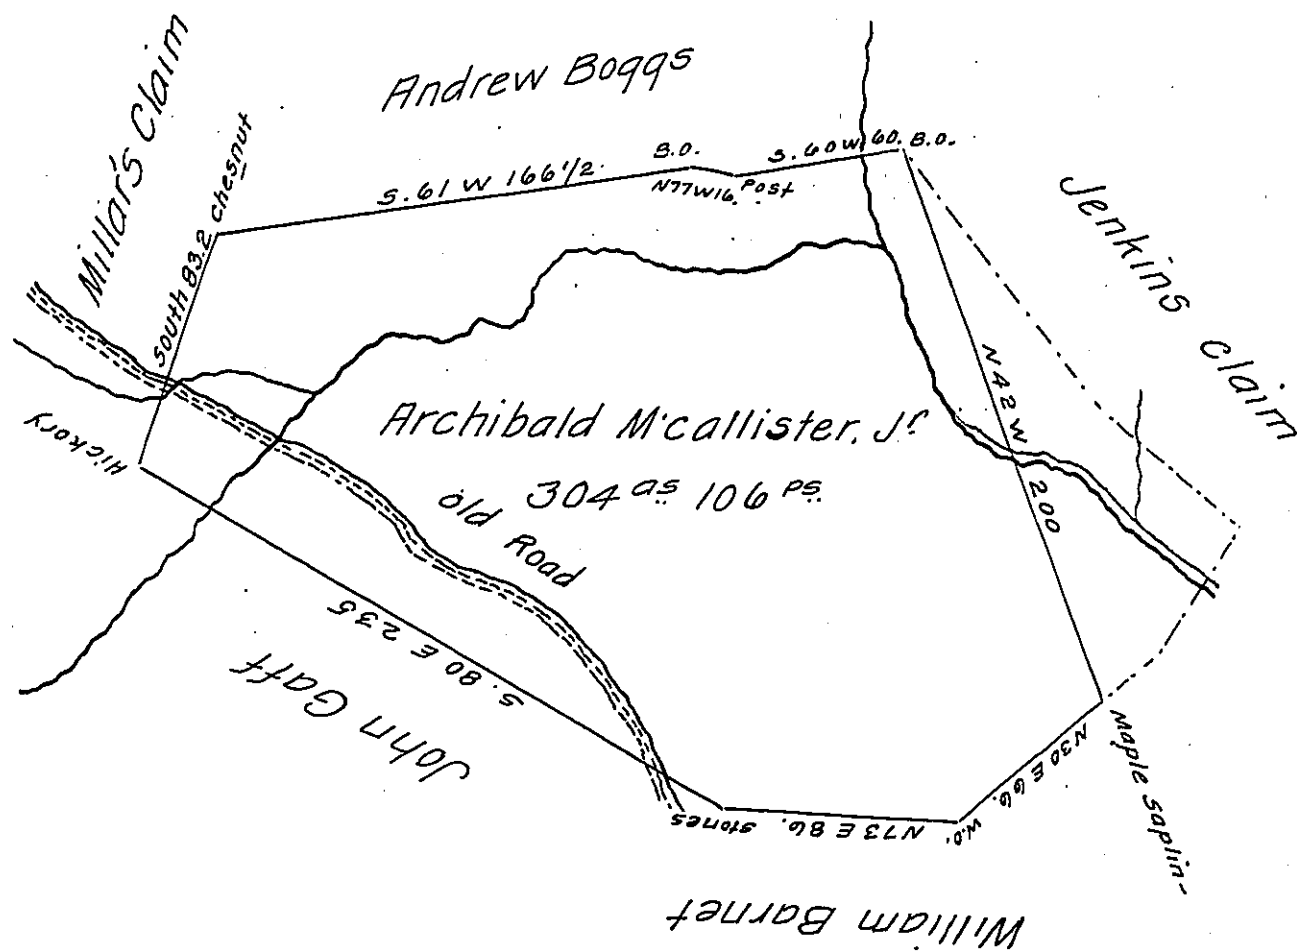 Andrew Boggs
Millar's Claim
Jenkins Claim
South 83.2 chesnut
S. 61 W 166 1/2.
B.O.
N77W16. Post
S. 60 W 60. B.O.
N 42 W 200
Archibald M'callister, Jr
304 as 106 ps.
old Road
Hickory
S. 80 E 235
John Gaff
stones
N73 E 86.
W.O.
N30 E 66.
Maple Saplin-
William Barnet